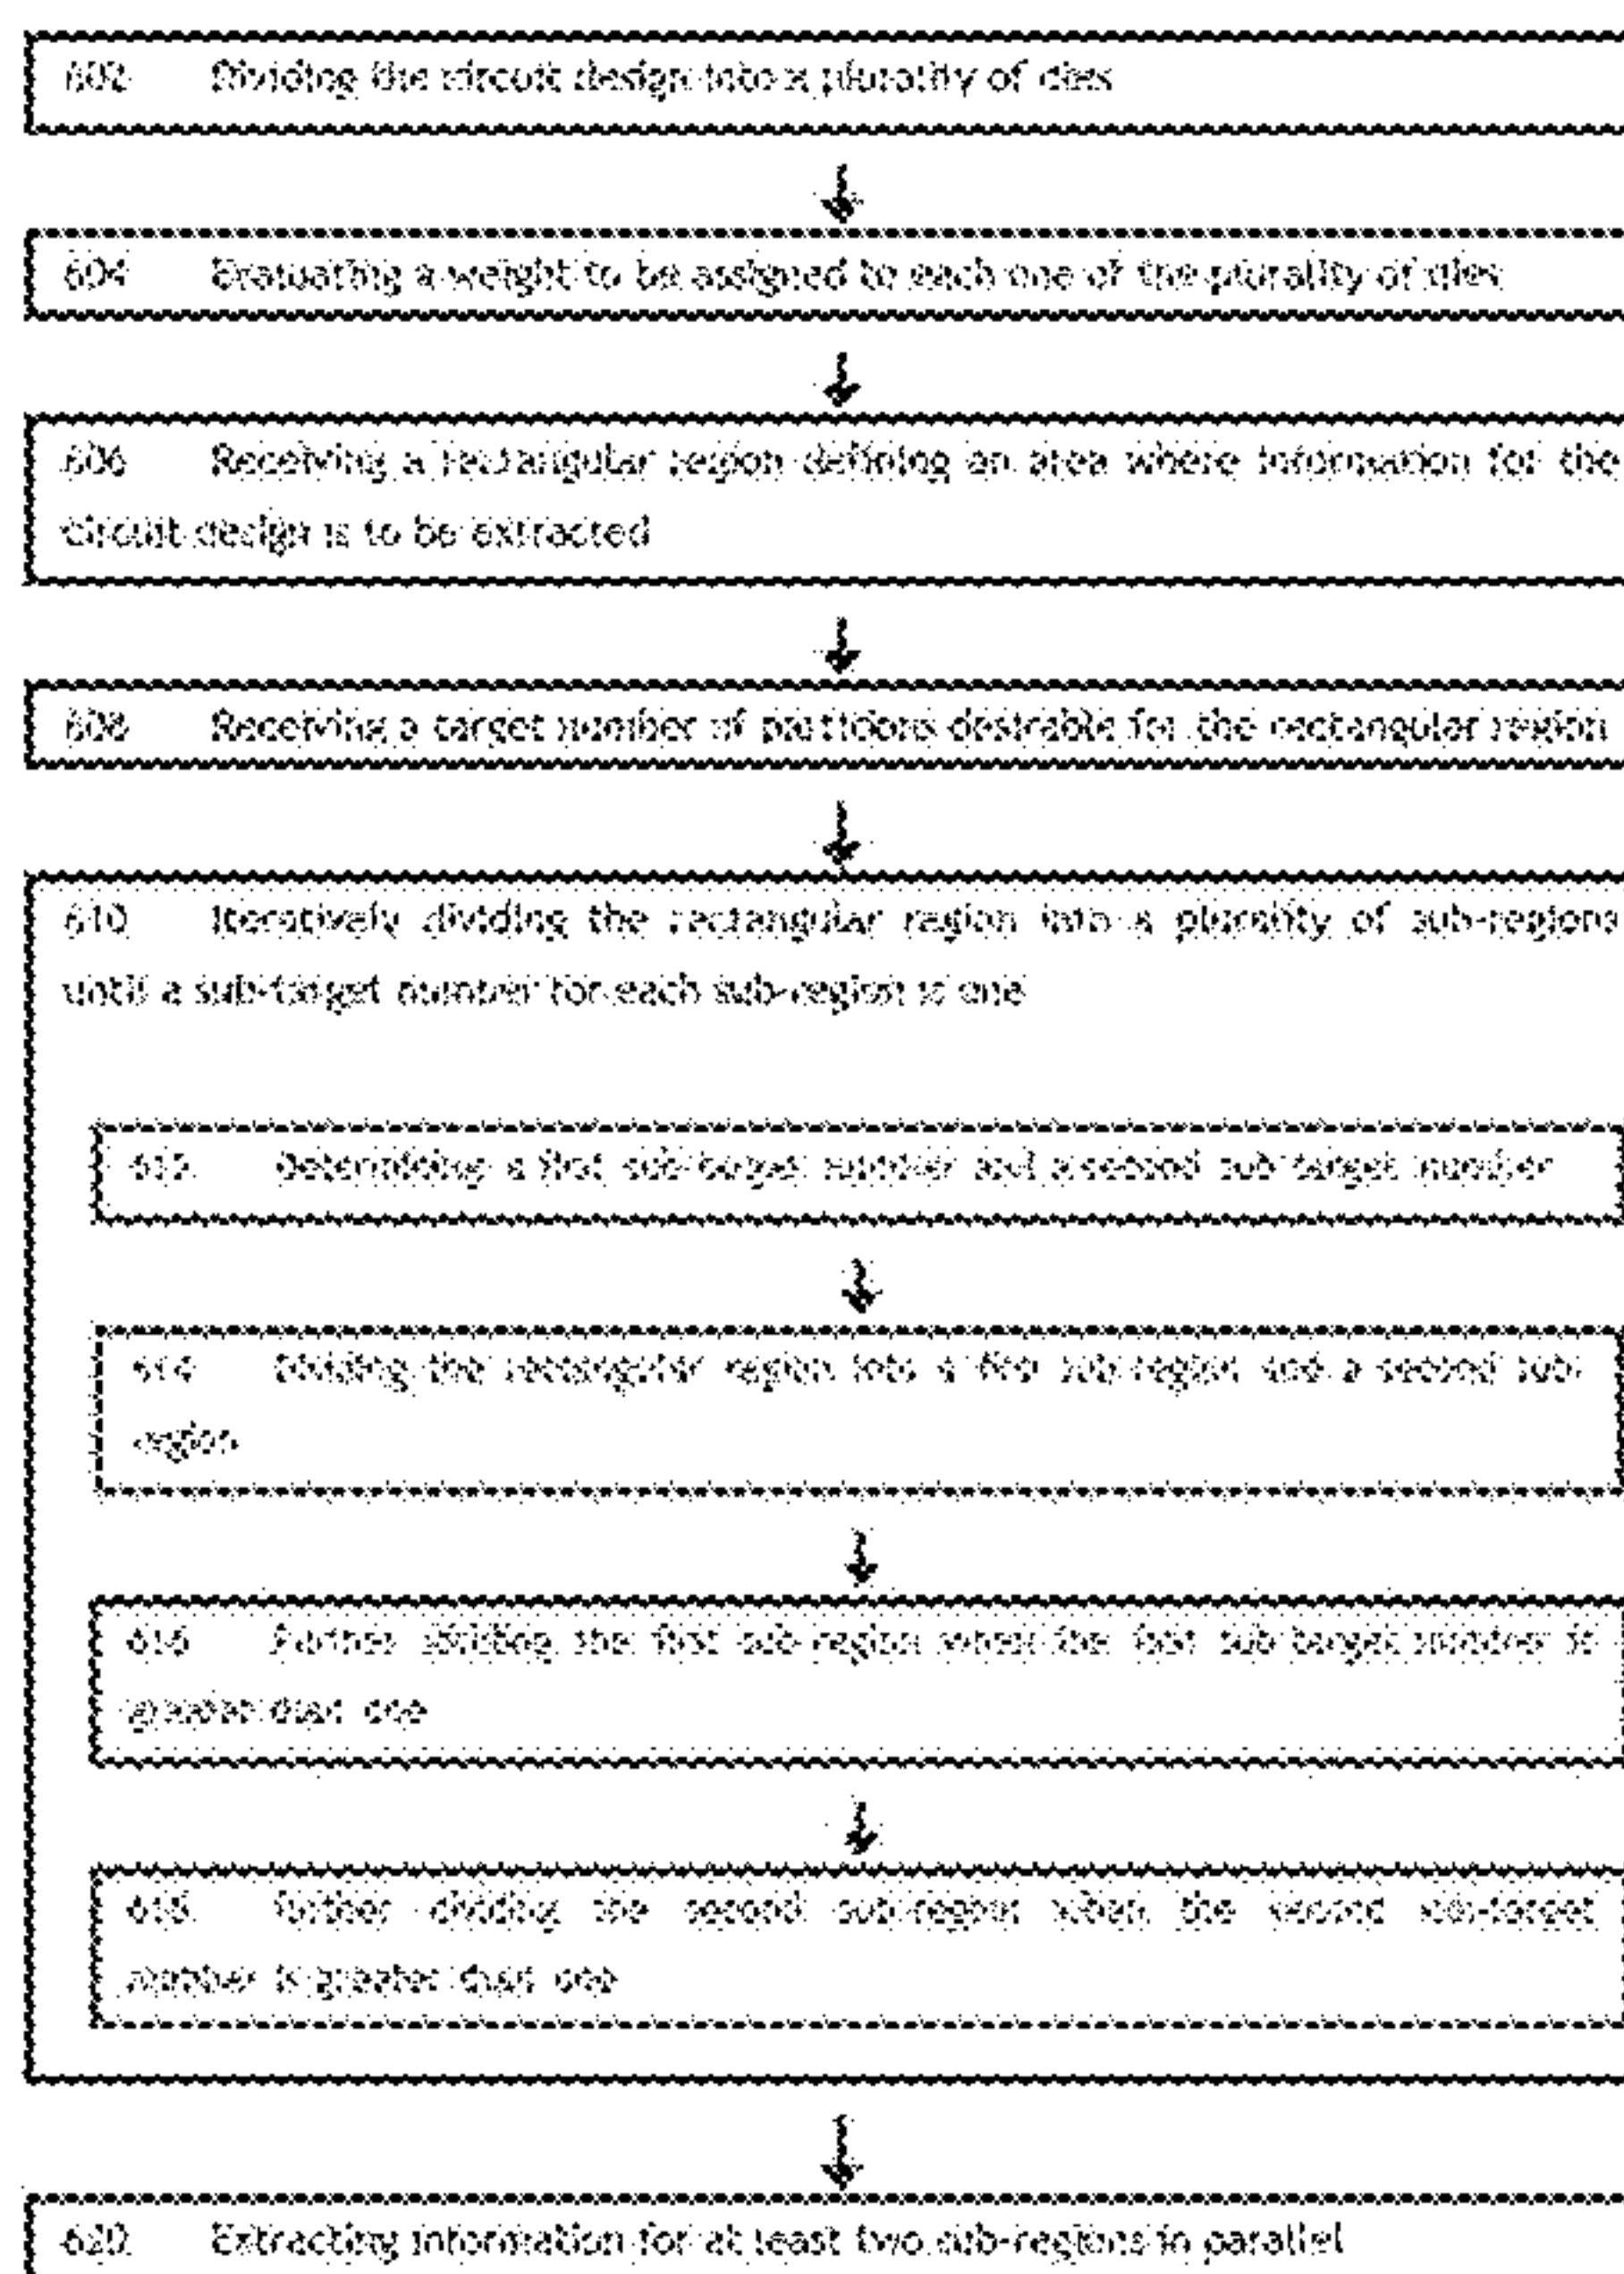 602 Dividing the circuit design into a plurality of dies
604 Evaluating a weight to be assigned to each one of the plurality of dies
606 Receiving a rectangular region defining an area where information for the
circuit design is to be extracted
608 Receiving a target number of partitions desirable for the rectangular region
610 Iteratively dividing the rectangular region into a plurality of sub-regions
until a sub-target number for each sub-region is one
612 Determining a first sub-target number and a second sub-target number
614 Dividing the rectangular region into a first sub-region and a second sub-
region
616 Further dividing the first sub-region when the first sub-target number is
greater than one
618 Further dividing the second sub-region when the second sub-target
number is greater than one
620 Extracting information for at least two sub-regions in parallel